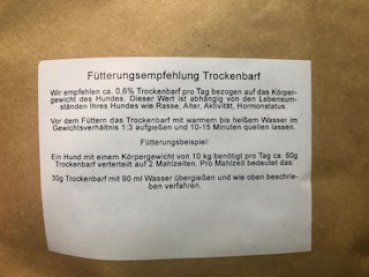 Fütterungsempfehlung Trockenbarf
Wir empfehlen ca. 0,6% Trockenbarf pro Tag bezogen auf das Körper-
gewicht des Hundes. Dieser Wert ist abhängig von den Lebensum-
ständen Ihres Hundes wie Rasse, Alter, Aktivität, Hormonstatus.
Vor dem Füttern das Trockenbarf mit warmem bis heißem Wasser im
Gewichtsverhältnis 1:3 aufgießen und 10-15 Minuten quellen lassen.
Fütterungsbeispiel:
Ein Hund mit einem Körpergewicht von 10 kg benötigt pro Tag ca. 60g
Trockenbarf verterteilt auf 2 Mahlzeiten. Pro Mahlzeit bedeutet das:
30g Trockenbarf mit 90 ml Wasser übergießen und wie oben beschrie-
ben verfahren.